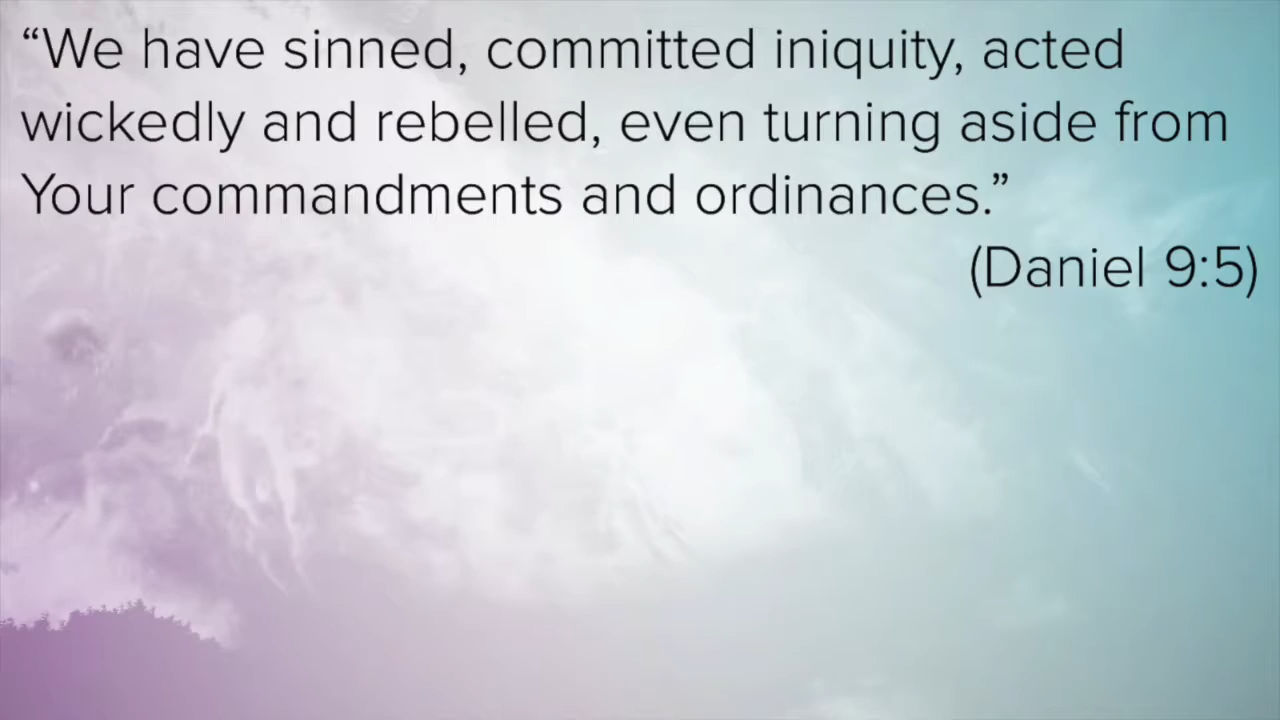 “We have sinned, committed iniquity, acted
wickedly and rebelled, even turning aside from
Your commandments and ordinances.”
(Daniel 9:5)